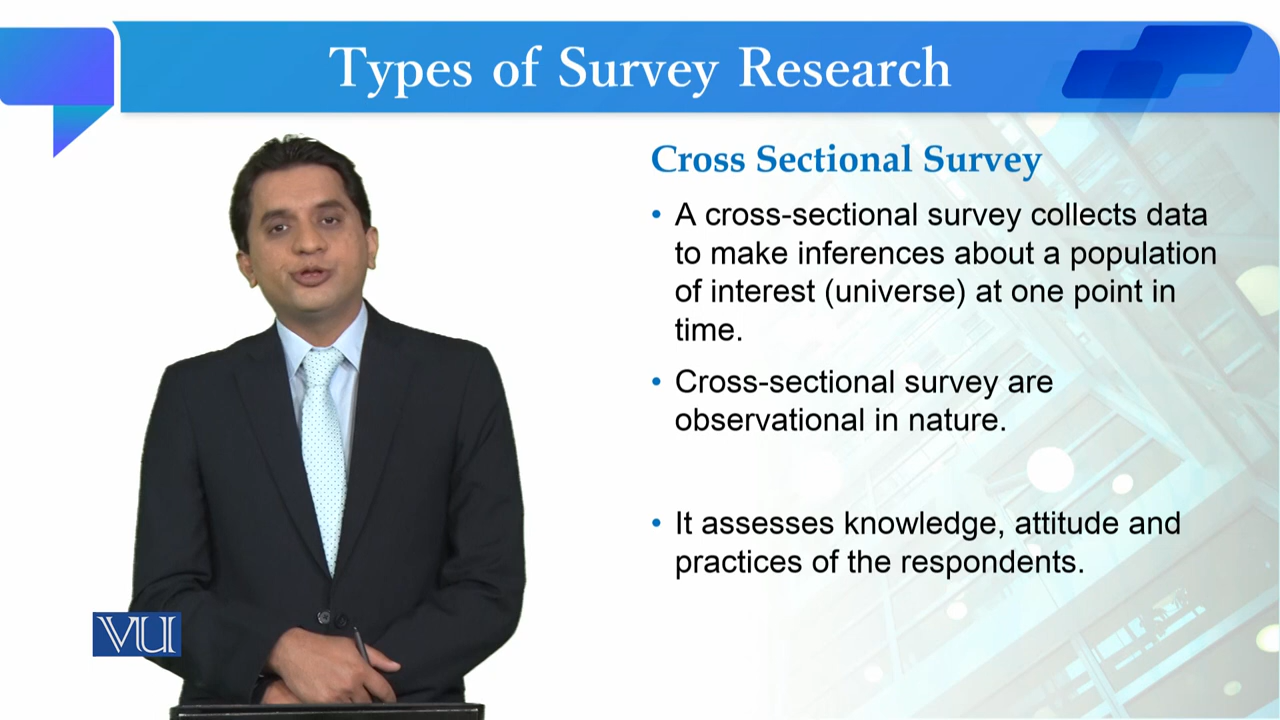 Types of Survey Research
Cross Sectional Survey
• A cross-sectional survey collects data
to make inferences about a population
of interest (universe) at one point in
time.
• Cross-sectional survey are
observational in nature.
• It assesses knowledge, attitude and
practices of the respondents.
VU